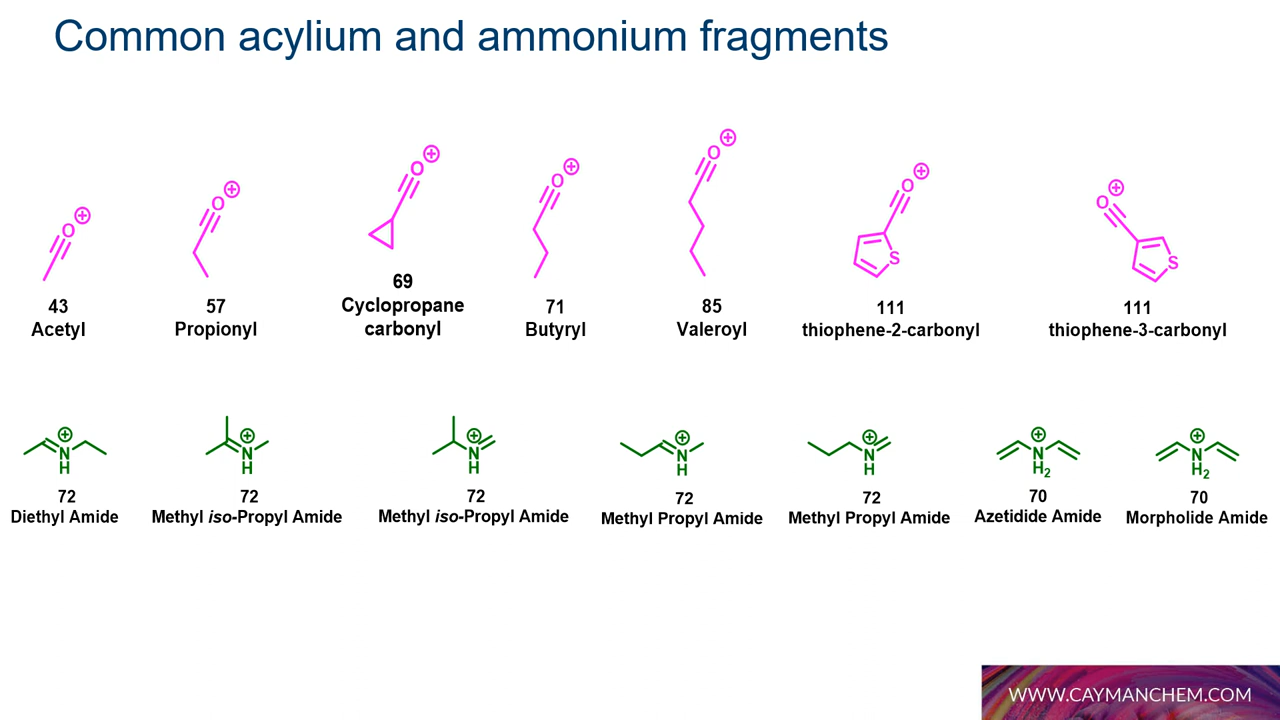 Common acylium and ammonium fragments
O⊕
O⊕
O⊕
O⊕
O⊕
O⊕
S
O⊕
S
43
Acetyl
57
Propionyl
69
Cyclopropane
carbonyl
71
Butyryl
85
Valeroyl
111
thiophene-2-carbonyl
111
thiophene-3-carbonyl
⊕
N
H
⊕
N
H
⊕
N
H
⊕
N
H
⊕
N
H
⊕
N
H2
⊕
N
H2
72
Diethyl Amide
72
Methyl iso-Propyl Amide
72
Methyl iso-Propyl Amide
72
Methyl Propyl Amide
72
Methyl Propyl Amide
70
Azetidide Amide
70
Morpholide Amide
WWW.CAYMANCHEM.COM